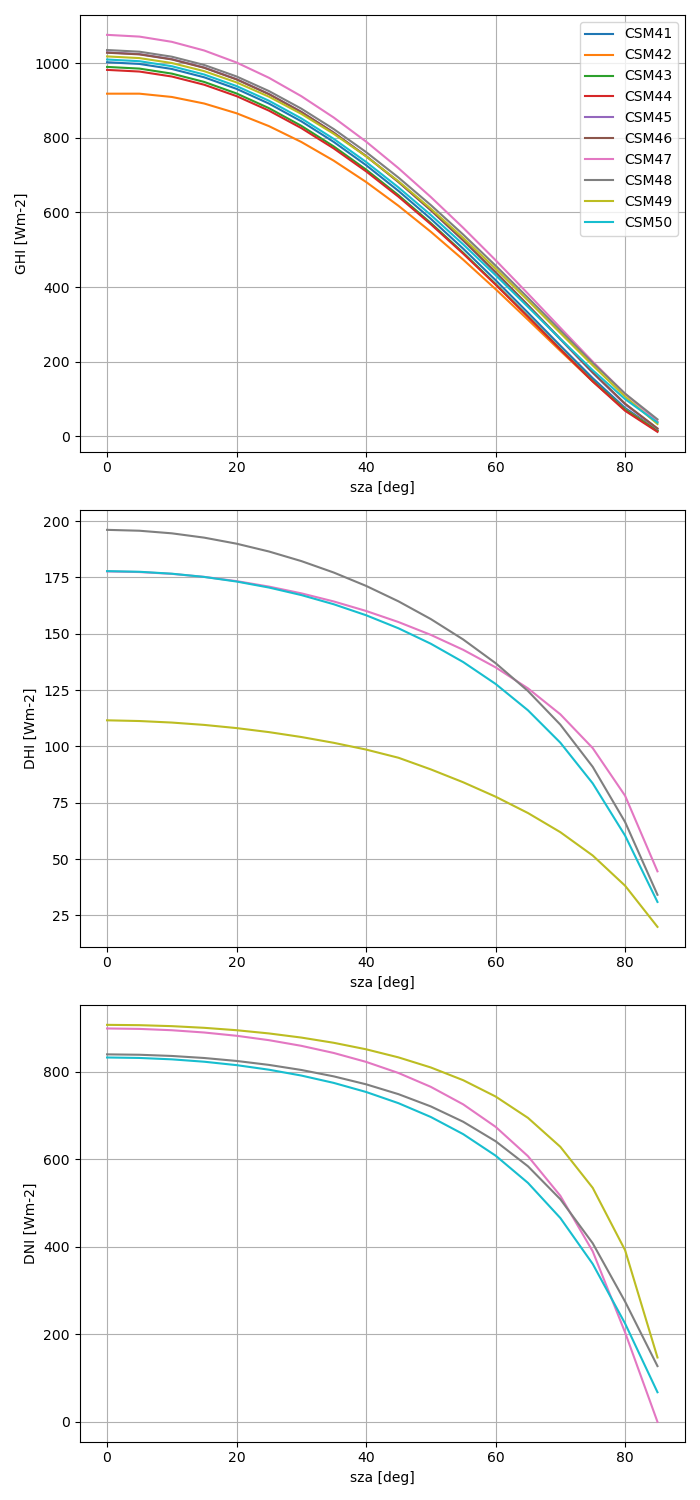 1000
800
600
400
200
0
GHI [Wm-2]
0 20 40 60 80
sza [deg]
CSM41
CSM42
CSM43
CSM44
CSM45
CSM46
CSM47
CSM48
CSM49
CSM50
200
175
150
125
100
75
50
25
DHI [Wm-2]
0 20 40 60 80
sza [deg]
800
600
400
200
0
DNI [Wm-2]
0 20 40 60 80
sza [deg]